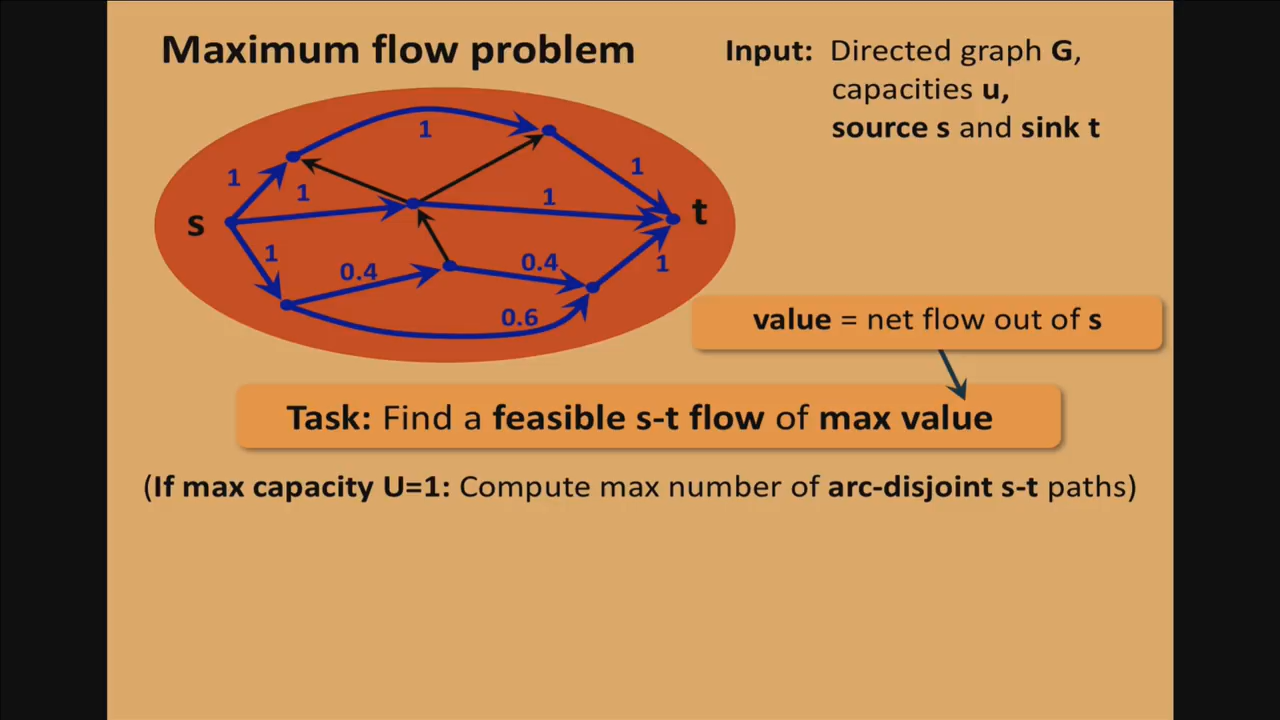 Maximum flow problem
Input: Directed graph G,
capacities u,
source s and sink t
1
1
1
1
1
1
s
t
1
0.4
0.4
1
0.6
value = net flow out of s
Task: Find a feasible s-t flow of max value
(If max capacity U=1: Compute max number of arc-disjoint s-t paths)